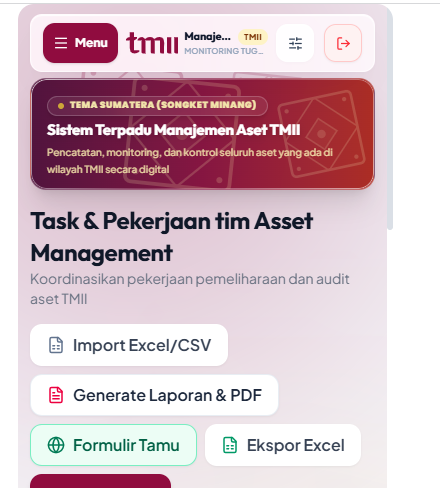 Menu
tmii
Manaje... TMII
MONITORING TUG...
TEMA SUMATERA (SONGKET MINANG)
Sistem Terpadu Manajemen Aset TMII
Pencatatan, monitoring, dan kontrol seluruh aset yang ada di
wilayah TMII secara digital
Task & Pekerjaan tim Asset
Management
Koordinasikan pekerjaan pemeliharaan dan audit
aset TMII
Import Excel/CSV
Generate Laporan & PDF
Formulir Tamu
Ekspor Excel